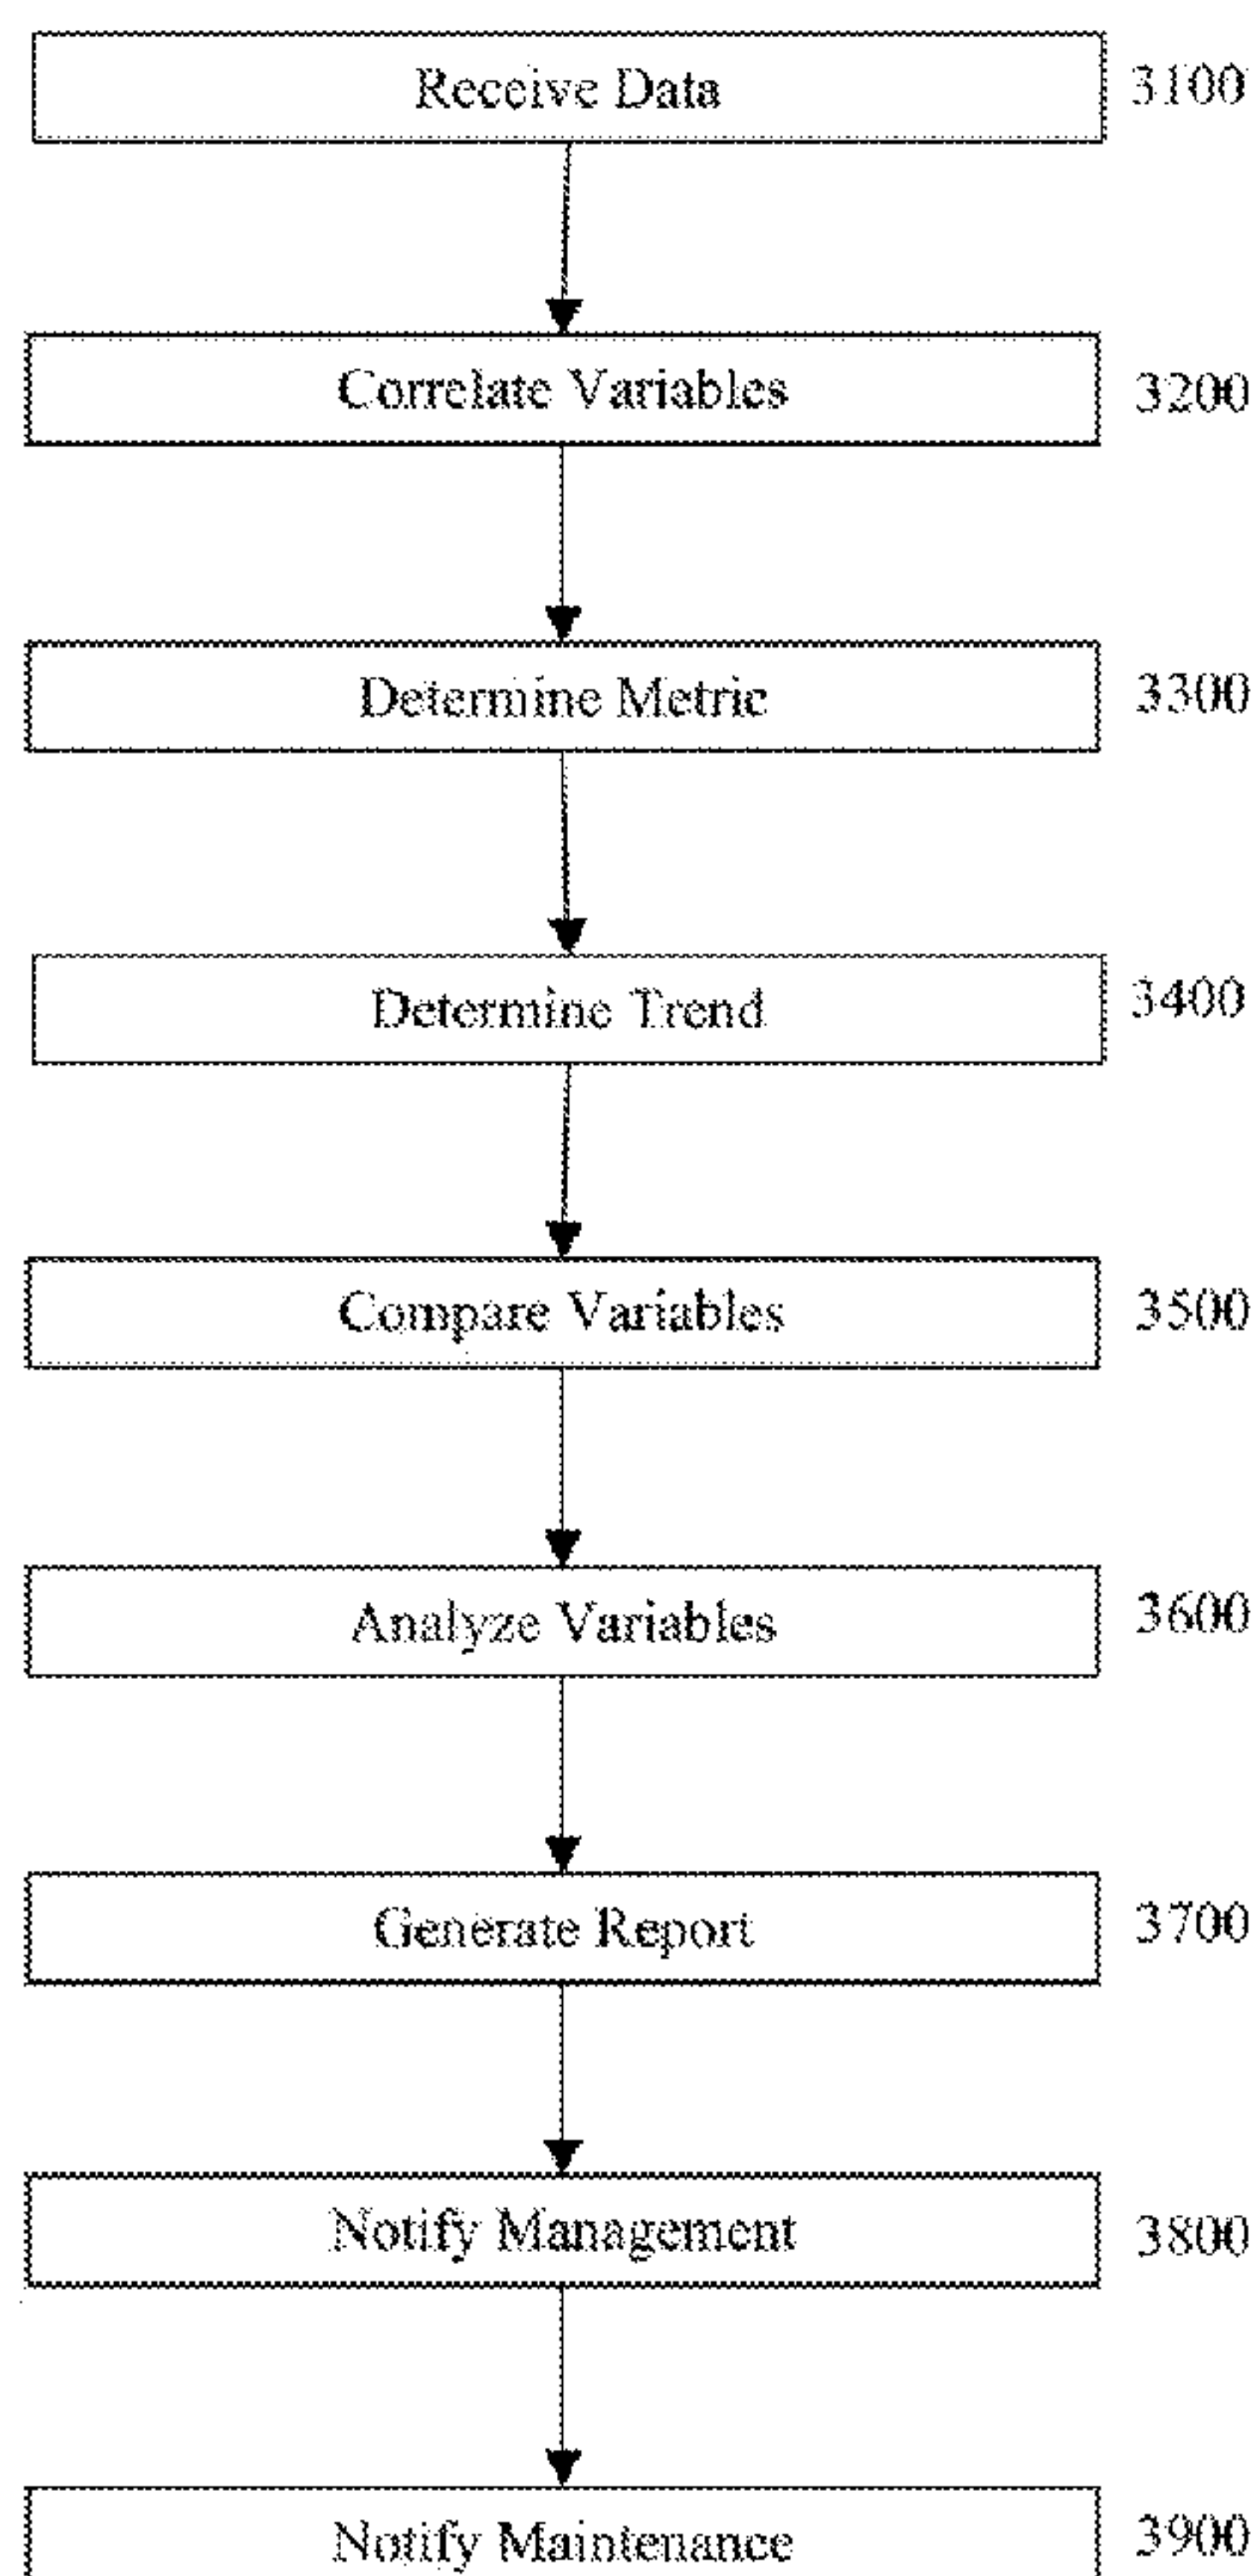 Receive Data 3100
Correlate Variables 3200
Determine Metric 3300
Determine Trend 3400
Compare Variables 3500
Analyze Variables 3600
Generate Report 3700
Notify Management 3800
Notify Maintenance 3900